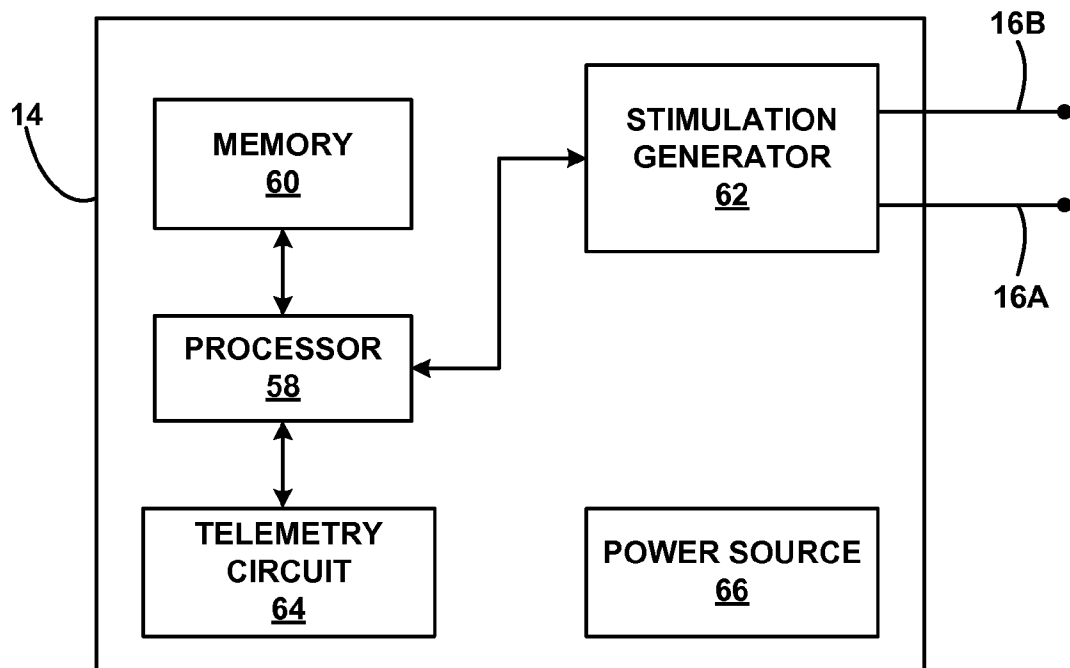 16B
14
MEMORY
60
STIMULATION
GENERATOR
62
16A
PROCESSOR
58
TELEMETRY
CIRCUIT
64
POWER SOURCE
66